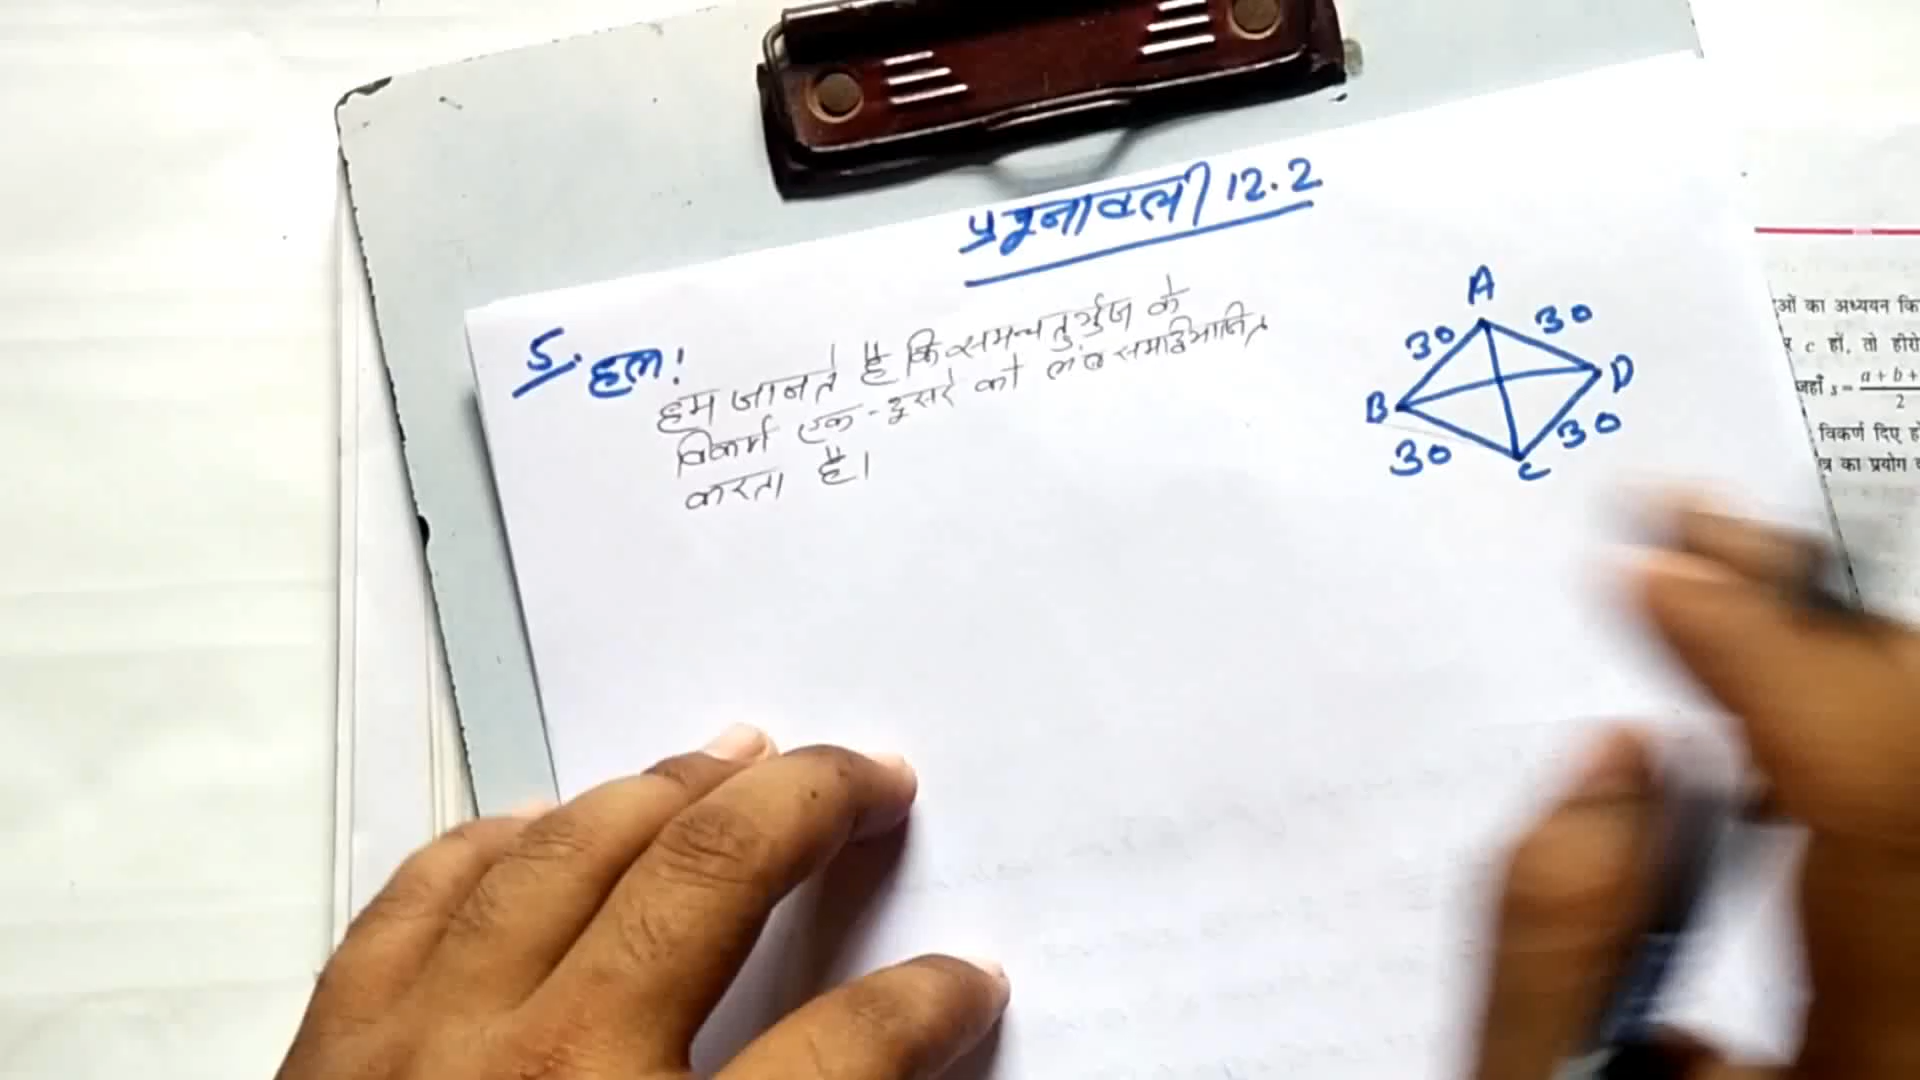 प्रश्नावली 12.2
5. हल!
हम जानते है कि समचतुर्भुज के
विकर्ण एक-दूसरे को लंब समाद्विभाजित
करता है।
A
30 30
B D
30 30
C
ओं का अध्ययन कि
c हों, तो हीरो
जहाँ s = a + b +
2
विकर्ण दिए ह
का प्रयोग